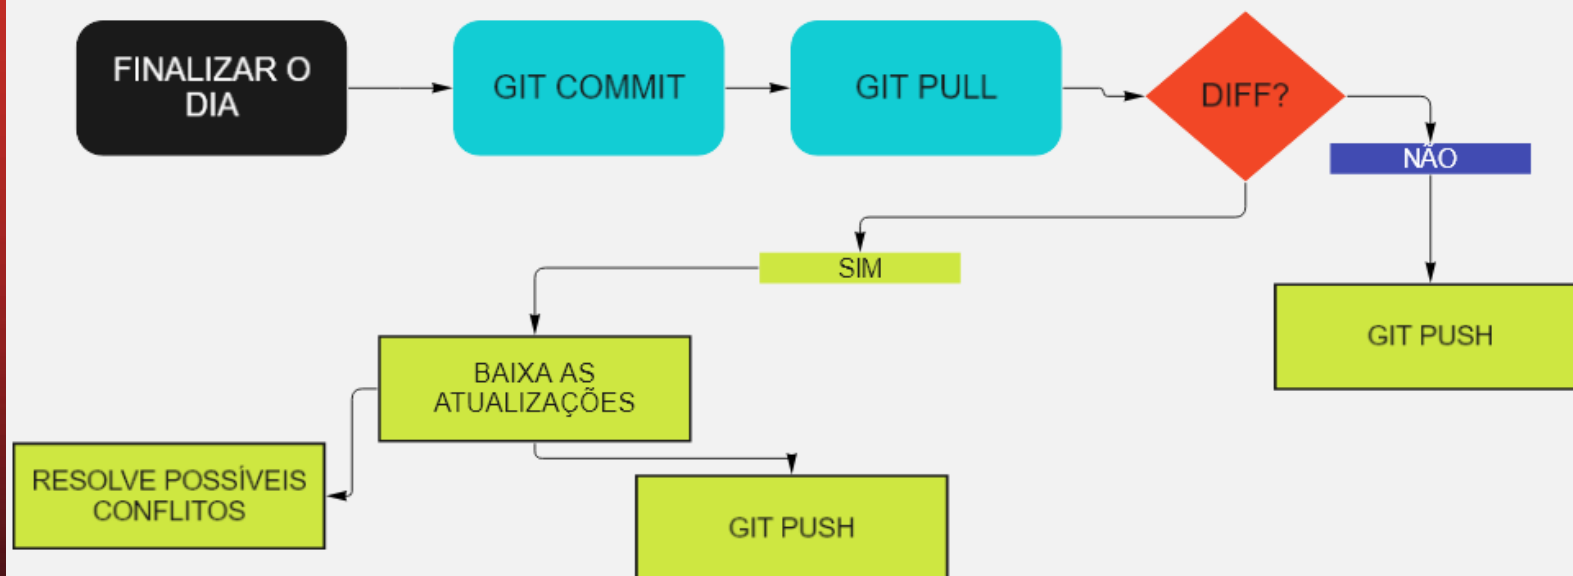 FINALIZAR O
DIA
GIT COMMIT
GIT PULL
DIFF?
NÃO
SIM
GIT PUSH
BAIXA AS
ATUALIZAÇÕES
RESOLVE POSSÍVEIS
CONFLITOS
GIT PUSH